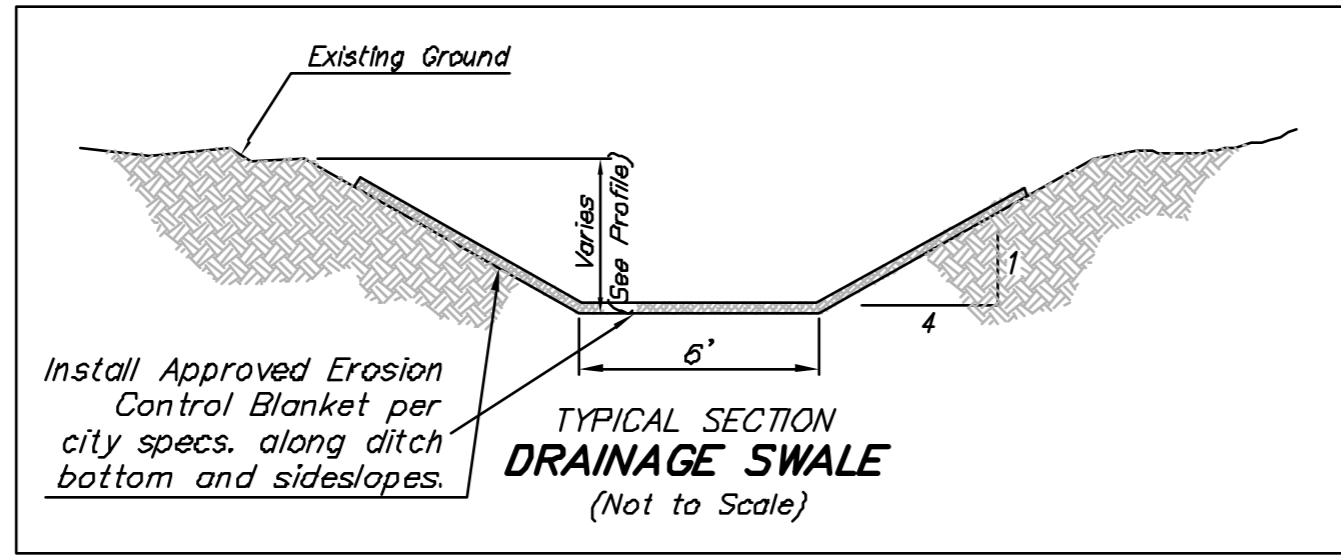 Existing Ground
Varies
(See Profile)
1
4
6'
Install Approved Erosion
Control Blanket per
city specs. along ditch
bottom and sideslopes.
TYPICAL SECTION
DRAINAGE SWALE
(Not to Scale)